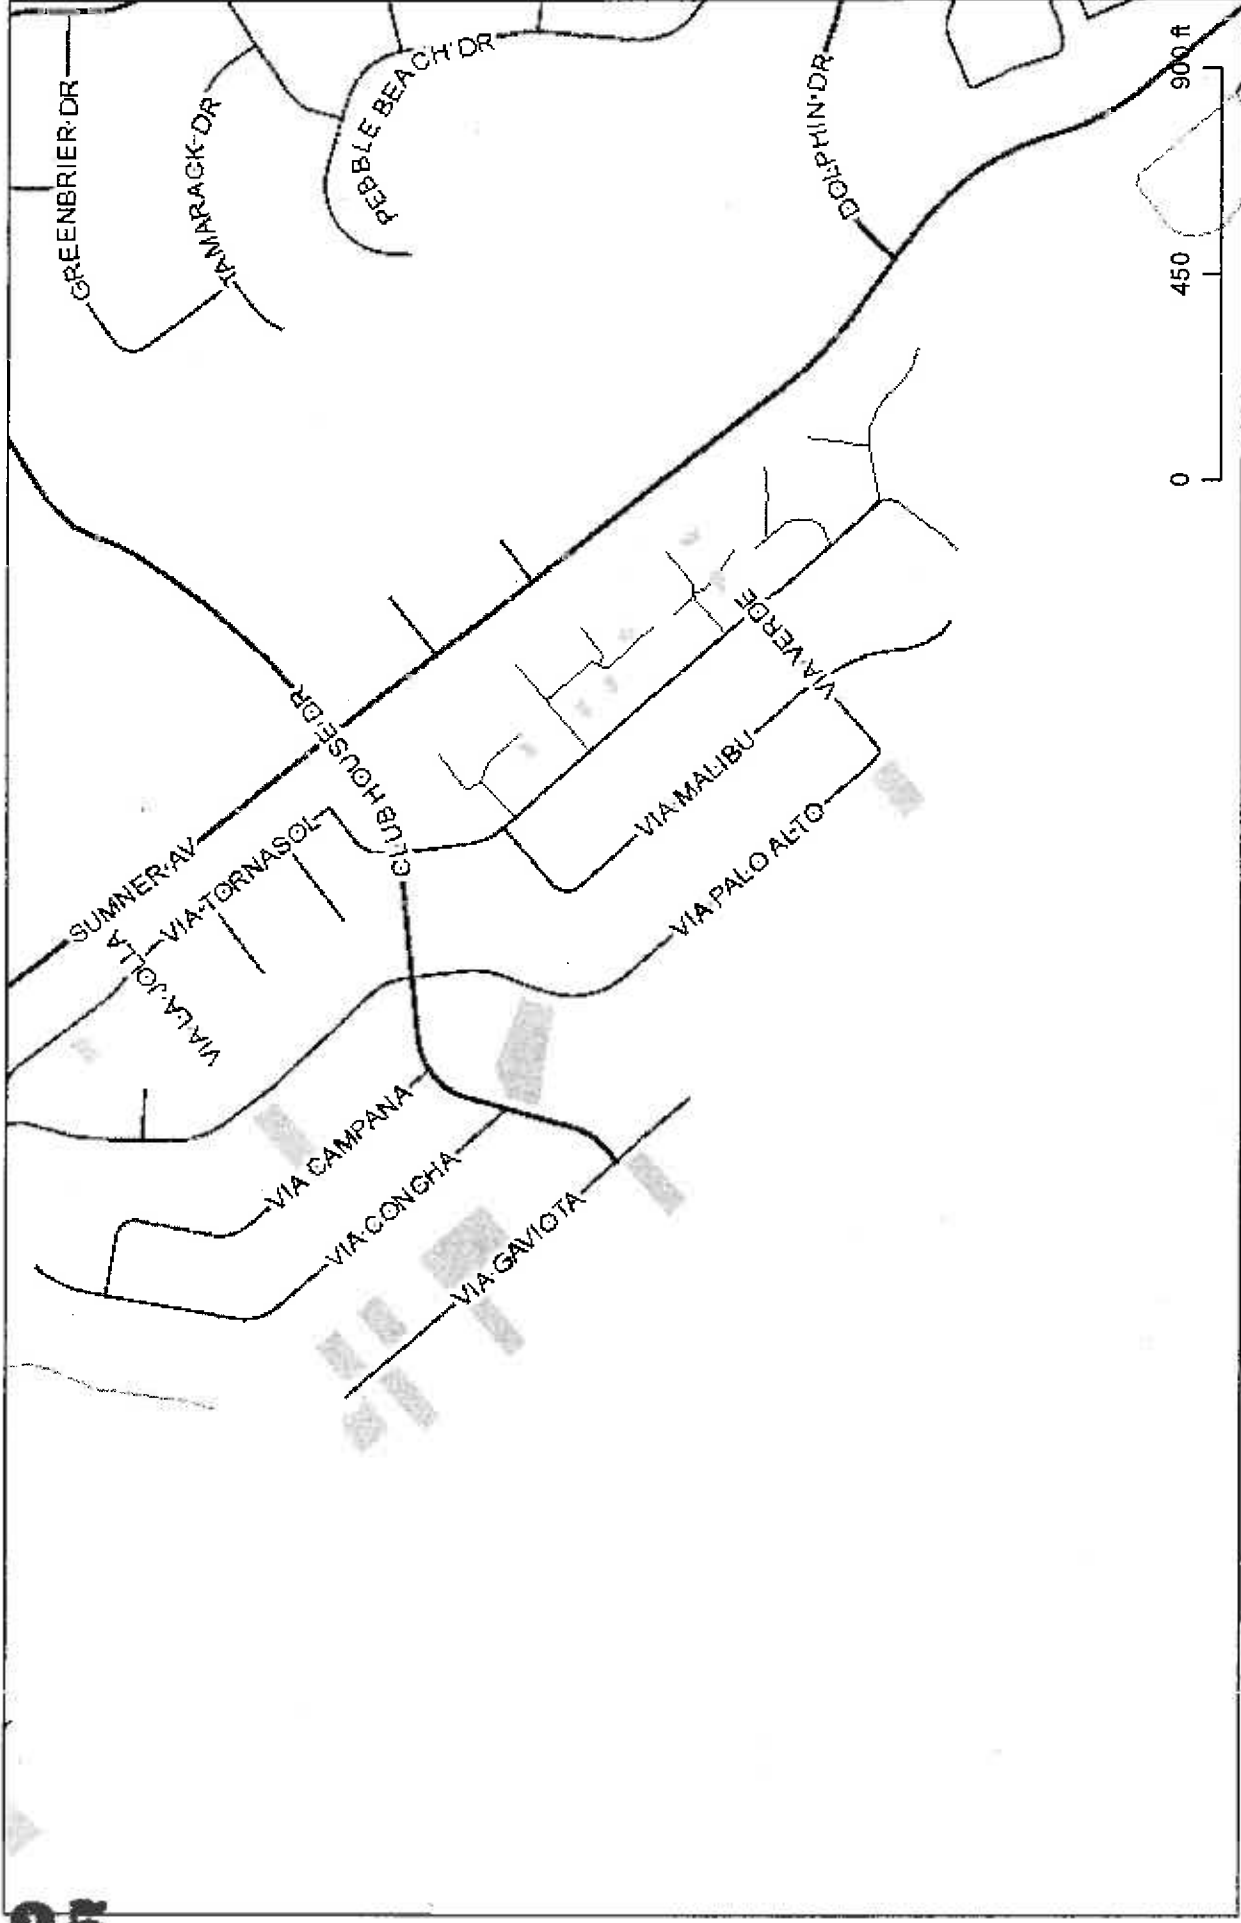 GREENBRIER DR
TAMARACK DR
PEBBLE BEACH DR
DOLPHIN DR
SUMNER AV
CLUB HOUSE DR
VIA TORNASOL
VIA LA JOLLA
VIA VERDE
VIA MALIBU
VIA PALO ALTO
VIA CAMPANA
VIA CONCHA
VIA GAVIOTA
0 450 900 ft